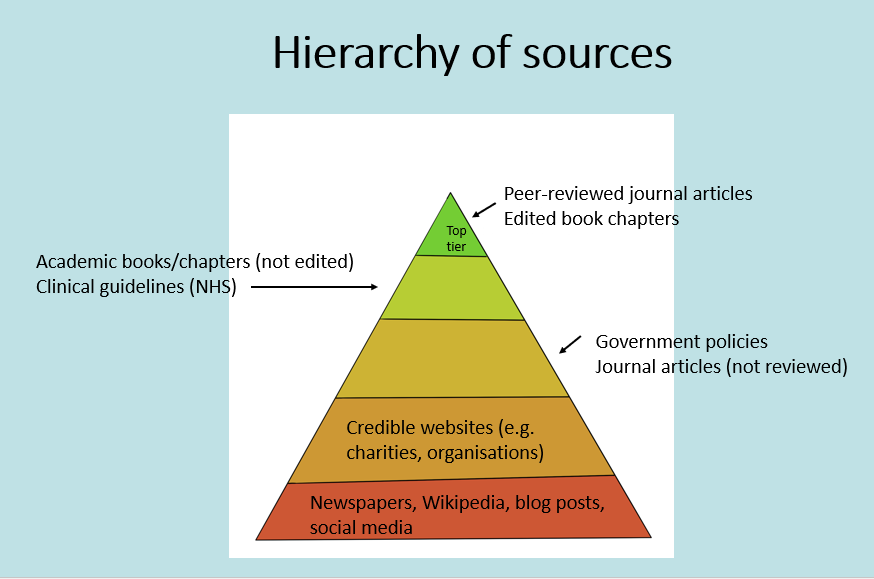 Hierarchy of sources
Peer-reviewed journal articles
Edited book chapters
Top
tier
Academic books/chapters (not edited)
Clinical guidelines (NHS)
Government policies
Journal articles (not reviewed)
Credible websites (e.g.
charities, organisations)
Newspapers, Wikipedia, blog posts,
social media